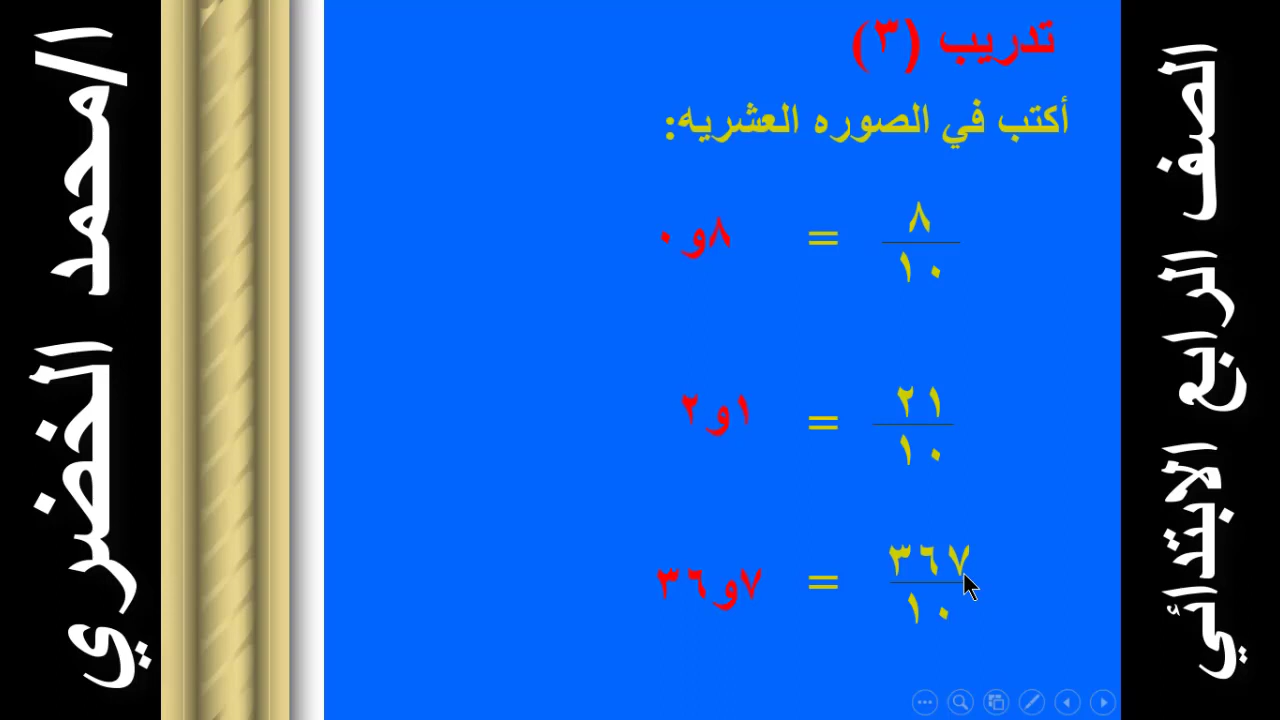 الصف الرابع الابتدائي
تدريب (٣)
أكتب في الصوره العشريه:
٨
١٠
=
٨و٠
٢١
١٠
=
١و٢
٣٦٧
١٠
=
٧و٣٦
ا/محمد الخضري